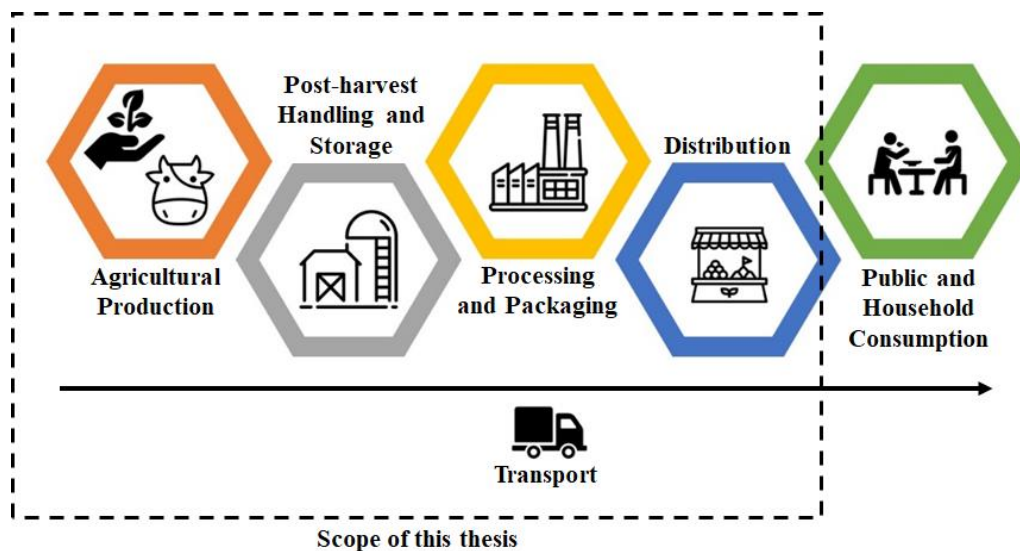 Agricultural
Production
Post-harvest
Handling and
Storage
Processing
and Packaging
Distribution
Public and
Household
Consumption
Transport
Scope of this thesis